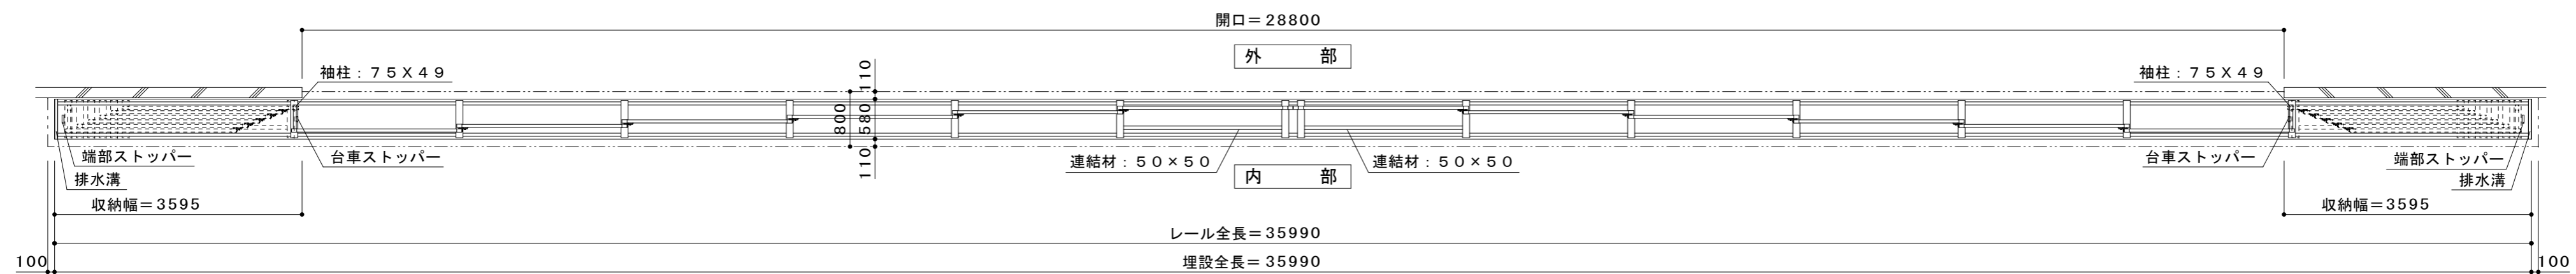 開口＝28800
外　　部
袖柱：７５Ｘ４９
袖柱：７５Ｘ４９
110
800
580
110
端部ストッパー
台車ストッパー
連結材：５０×５０
連結材：５０×５０
台車ストッパー
端部ストッパー
排水溝
内　　部
排水溝
収納幅=3595
収納幅=3595
レール全長＝35990
100
埋設全長＝35990
100